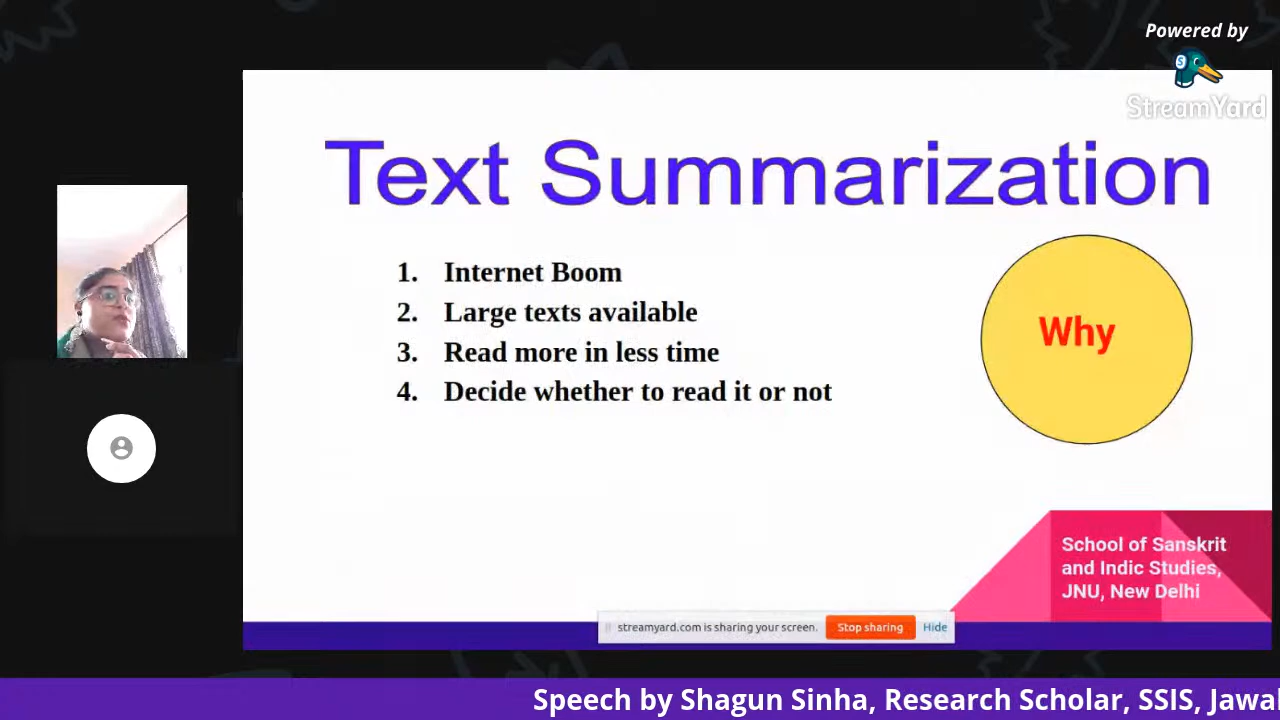 Powered by
StreamYard
Text Summarization
1. Internet Boom
2. Large texts available
3. Read more in less time
4. Decide whether to read it or not
Why
School of Sanskrit
and Indic Studies,
JNU, New Delhi
streamyard.com is sharing your screen. Stop sharing Hide
Speech by Shagun Sinha, Research Scholar, SSIS, Jawa